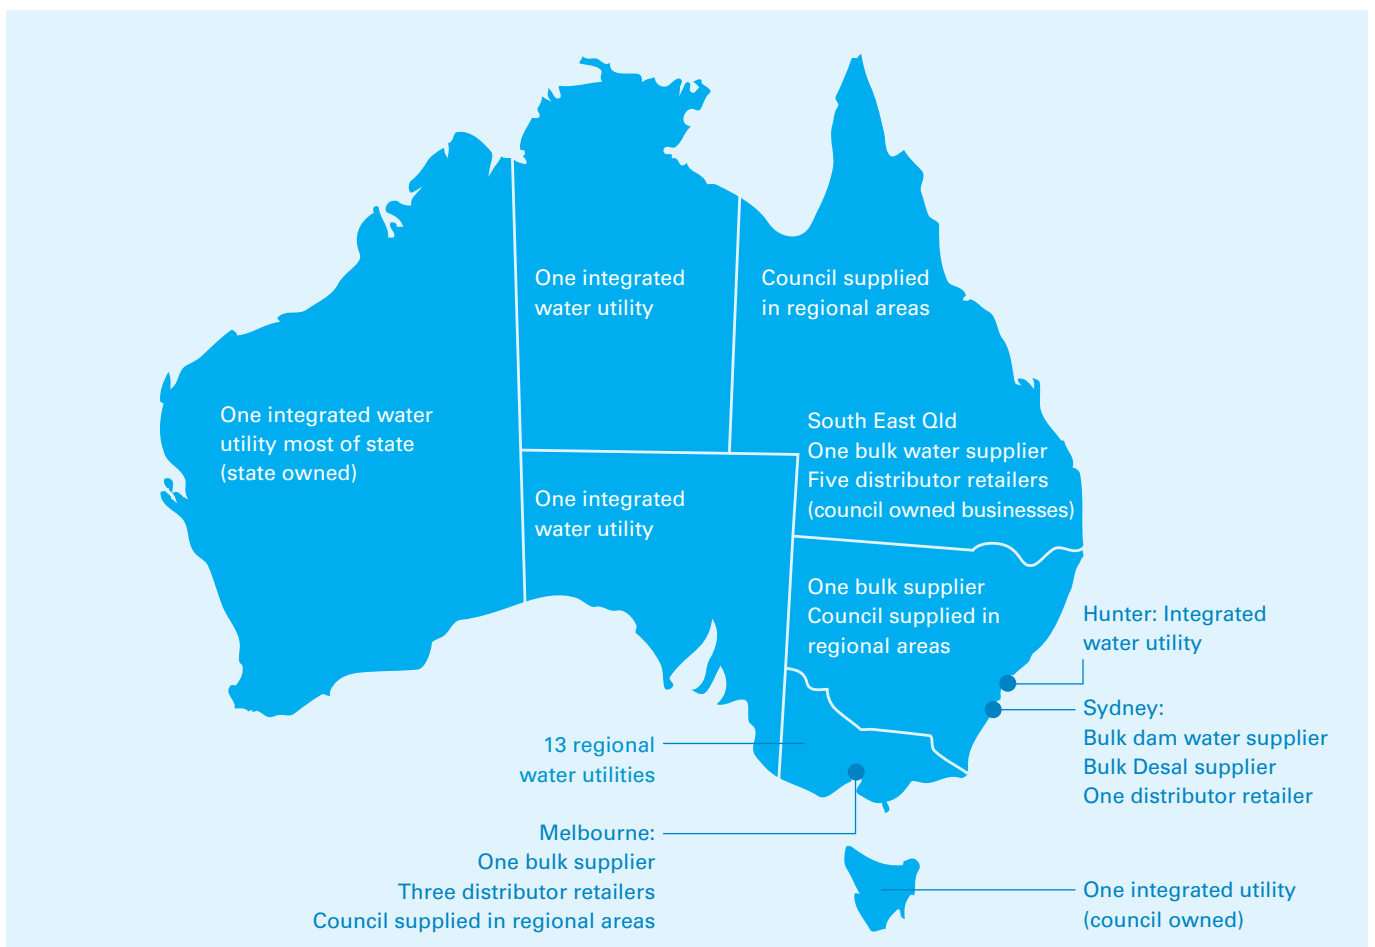 One integrated
water utility
Council supplied
in regional areas
One integrated water
utility most of state
(state owned)
South East Qld
One bulk water supplier
Five distributor retailers
(council owned businesses)
One integrated
water utility
One bulk supplier
Council supplied in
regional areas
Hunter: Integrated
water utility
Sydney:
Bulk dam water supplier
Bulk Desal supplier
One distributor retailer
13 regional
water utilities
Melbourne:
One bulk supplier
Three distributor retailers
Council supplied in regional areas
One integrated utility
(council owned)